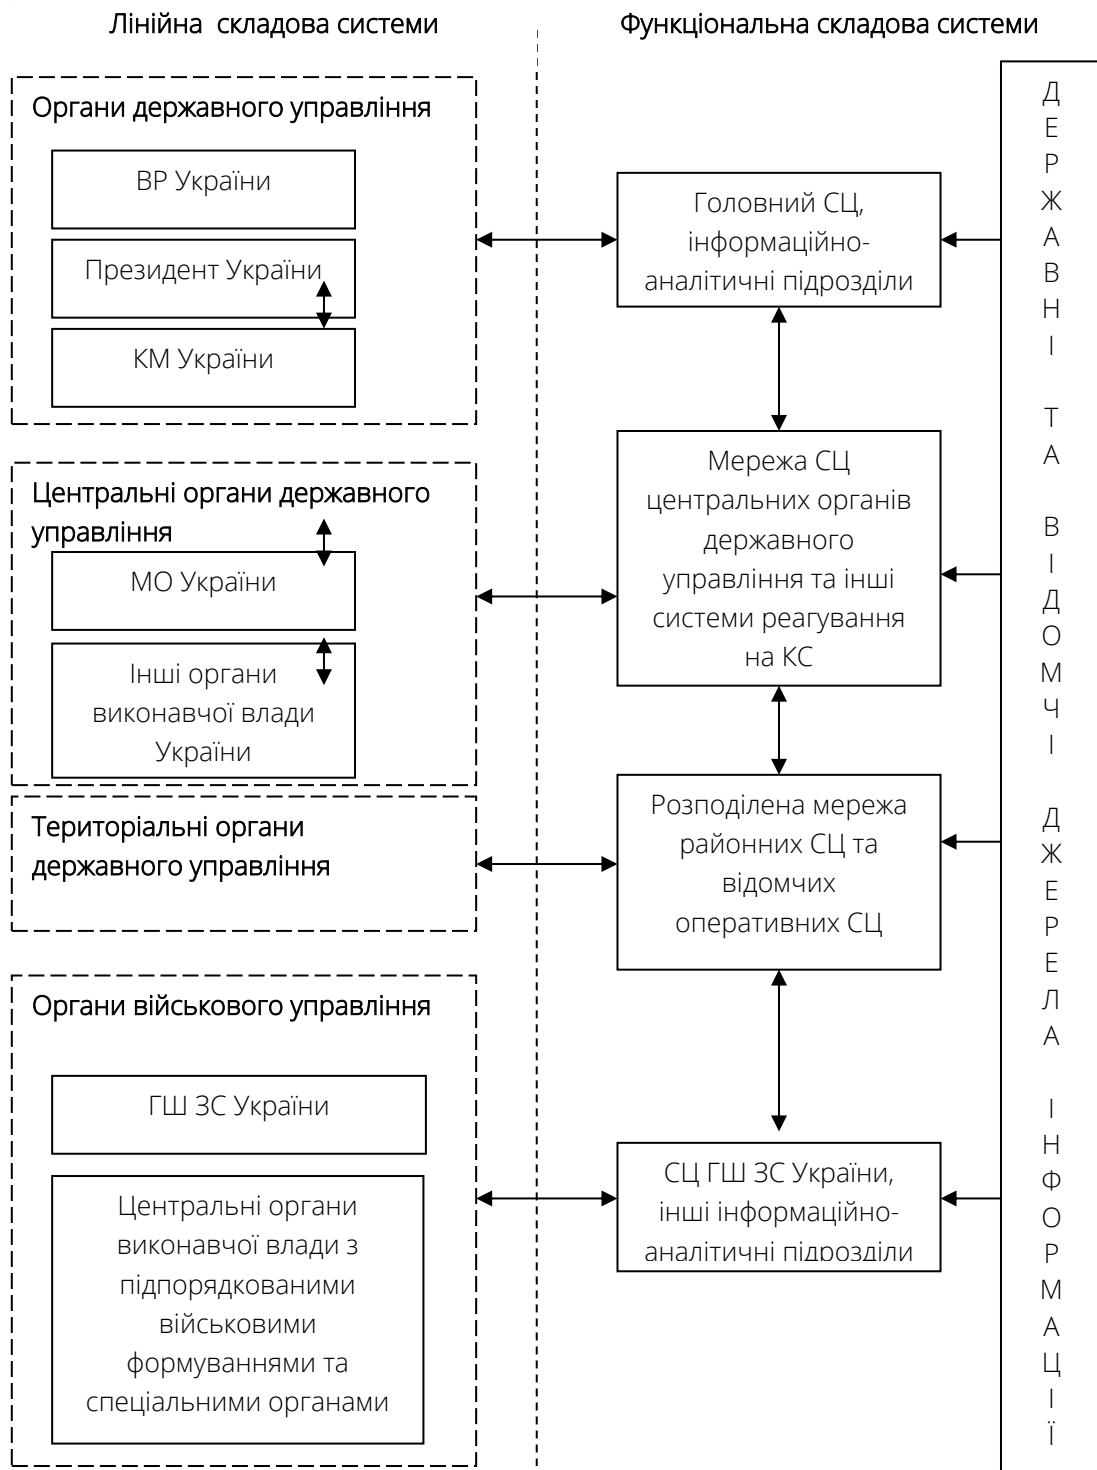 Лінійна складова системи
Функціональна складова системи
Органи державного управління
ВР України
Президент України
КМ України
Центральні органи державного
управління
МО України
Інші органи
виконавчої влади
України
Територіальні органи
державного управління
Органи військового управління
ГШ ЗС України
Центральні органи
виконавчої влади з
підпорядкованими
військовими
формуваннями та
спеціальними органами
Головний СЦ,
інформаційно-
аналітичні підрозділи
Мережа СЦ
центральних органів
державного
управління та інші
системи реагування
на КС
Розподілена мережа
районних СЦ та
відомчих
оперативних СЦ
СЦ ГШ ЗС України,
інші інформаційно-
аналітичні підрозділи
ДЕРЖАВНІ ТА ВІДОМЧІ ДЖЕРЕЛА ІНФОРМАЦІЇ